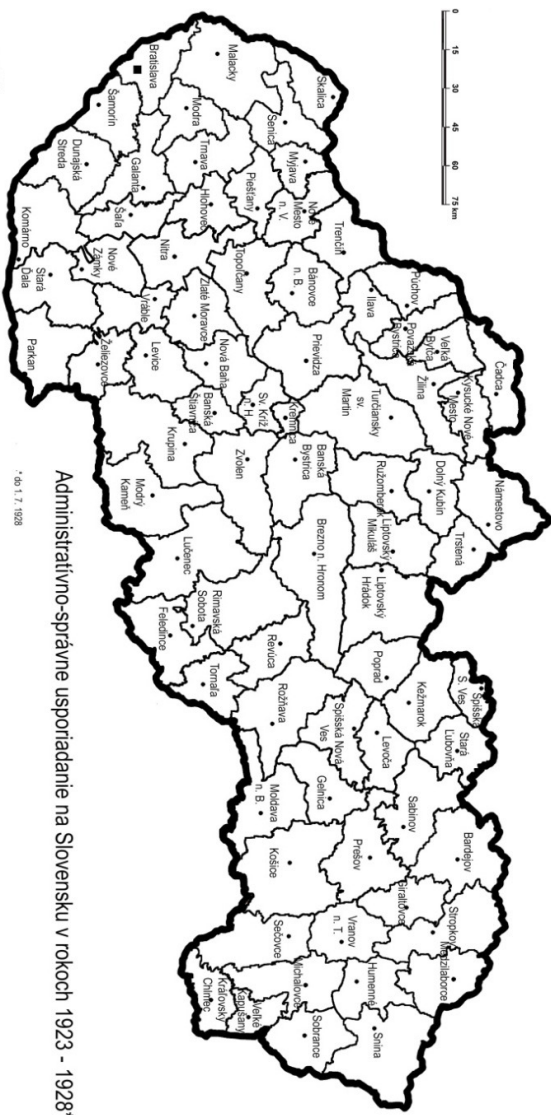 0 15 30 45 60 75 km
Skalica
Malacky
Senica
Myjava
Bratislava
Modra
Trnava
Piešťany
Nové
Mesto
n. V.
Trenčín
Šamorín
Galanta
Hlohovec
Dunajská
Streda
Šaľa
Nitra
Topoľčany
Bánovce
n. B.
Ilava
Púchov
Považská
Bystrica
Veľká
Bytča
Čadca
Kysucké Nové
Mesto
Žilina
Komárno
Stará
Ďala
Nové
Zámky
Vráble
Zlaté Moravce
Prievidza
Turčiansky
sv.
Martin
Parkan
Želiezovce
Levice
Nová Baňa
Banská
Štiavnica
Sv. Kríž
n. H
Kremnica
Krupina
Zvolen
Banská
Bystrica
Ružomberok
Dolný Kubín
Námestovo
Trstená
Modrý
Kameň
Lučenec
Brezno n. Hronom
Liptovský
Mikuláš
Liptovský
Hrádok
Rimavská
Sobota
Feledince
Tornaľa
Revúca
Rožňava
Poprad
Kežmarok
Spišská
S. Ves
Stará
Ľubovňa
Levoča
Spišská Nová
Ves
Gelnica
Moldava
n. B.
Sabinov
Bardejov
Prešov
Košice
Giraltovce
Stropkov
Medzilaborce
Vranov
n. T.
Sečovce
Humenné
Michalovce
Snina
Sobrance
Veľké
Kapušany
Kráľovský
Chlmec
Administratívno-správne usporiadanie na Slovensku v rokoch 1923 - 1928*
* do 1. 7. 1928